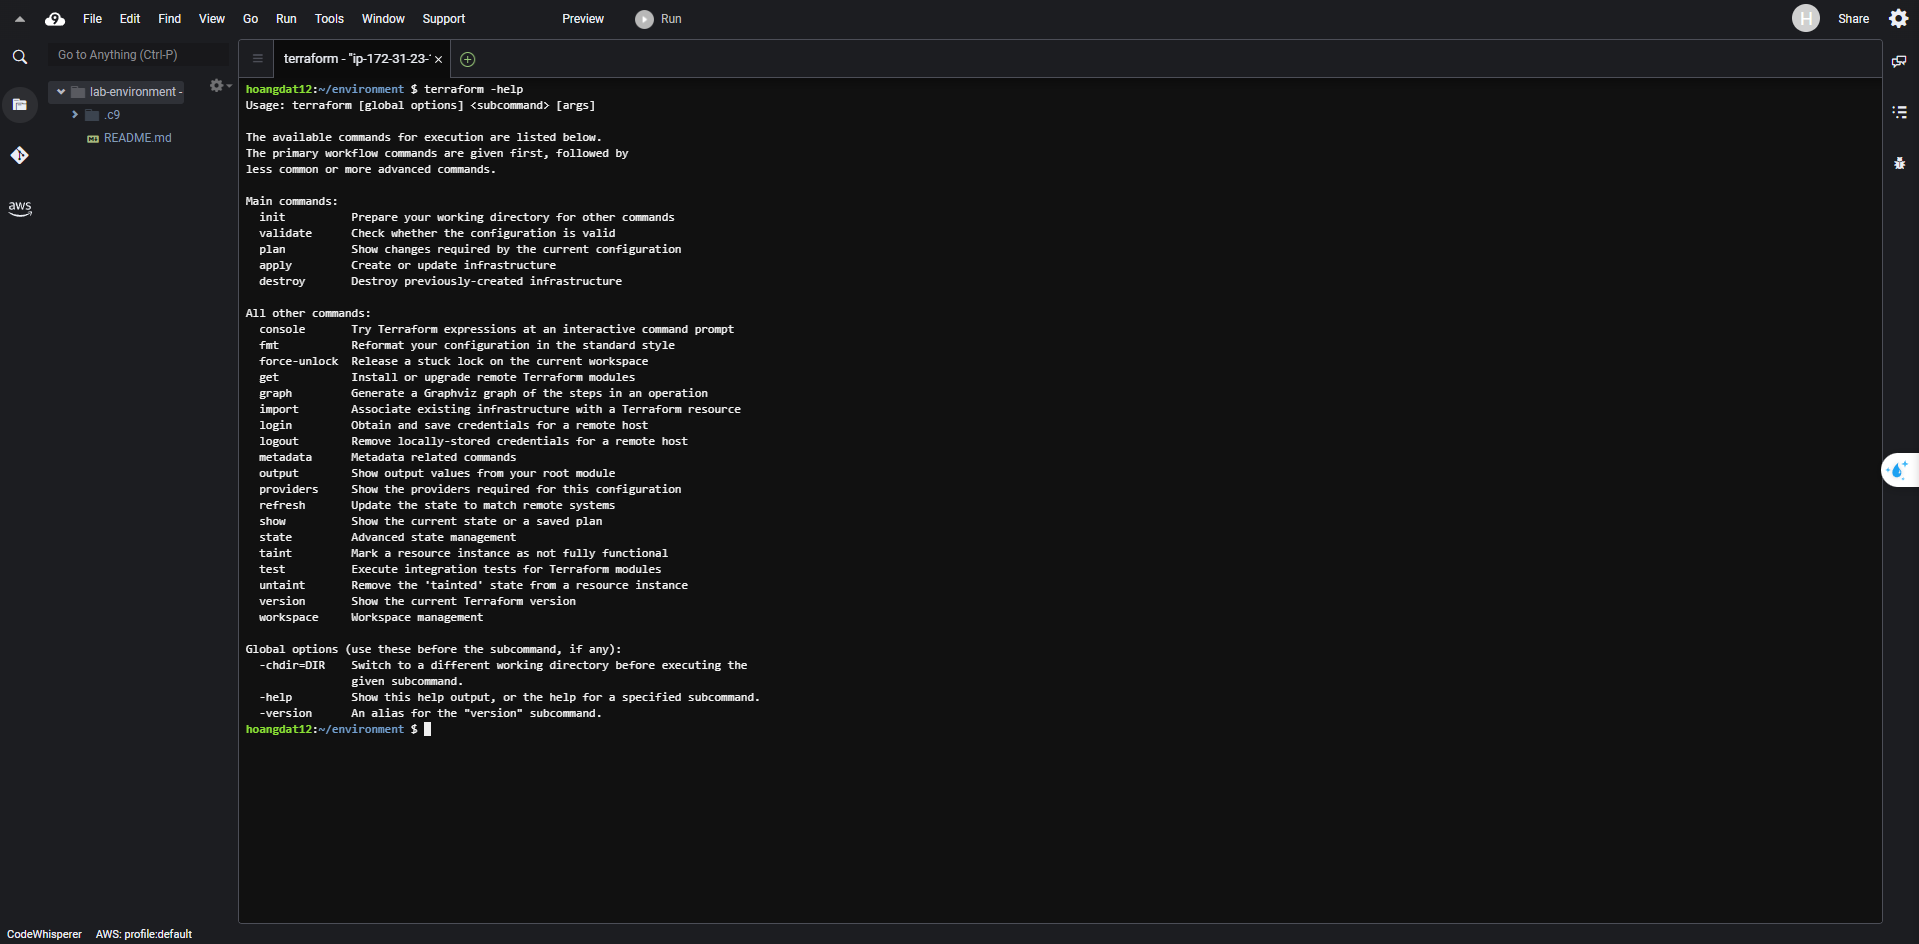 File Edit Find View Go Run Tools Window Support Preview Run H Share
Go to Anything (Ctrl-P)
lab-environment -
.c9
README.md
aws
terraform - "ip-172-31-23-
hoangdat12:~/environment $ terraform -help
Usage: terraform [global options] <subcommand> [args]
The available commands for execution are listed below.
The primary workflow commands are given first, followed by
less common or more advanced commands.
Main commands:
init Prepare your working directory for other commands
validate Check whether the configuration is valid
plan Show changes required by the current configuration
apply Create or update infrastructure
destroy Destroy previously-created infrastructure
All other commands:
console Try Terraform expressions at an interactive command prompt
fmt Reformat your configuration in the standard style
force-unlock Release a stuck lock on the current workspace
get Install or upgrade remote Terraform modules
graph Generate a Graphviz graph of the steps in an operation
import Associate existing infrastructure with a Terraform resource
login Obtain and save credentials for a remote host
logout Remove locally-stored credentials for a remote host
metadata Metadata related commands
output Show output values from your root module
providers Show the providers required for this configuration
refresh Update the state to match remote systems
show Show the current state or a saved plan
state Advanced state management
taint Mark a resource instance as not fully functional
test Execute integration tests for Terraform modules
untaint Remove the 'tainted' state from a resource instance
version Show the current Terraform version
workspace Workspace management
Global options (use these before the subcommand, if any):
-chdir=DIR Switch to a different working directory before executing the
given subcommand.
-help Show this help output, or the help for a specified subcommand.
-version An alias for the "version" subcommand.
hoangdat12:~/environment $
CodeWhisperer AWS: profile:default